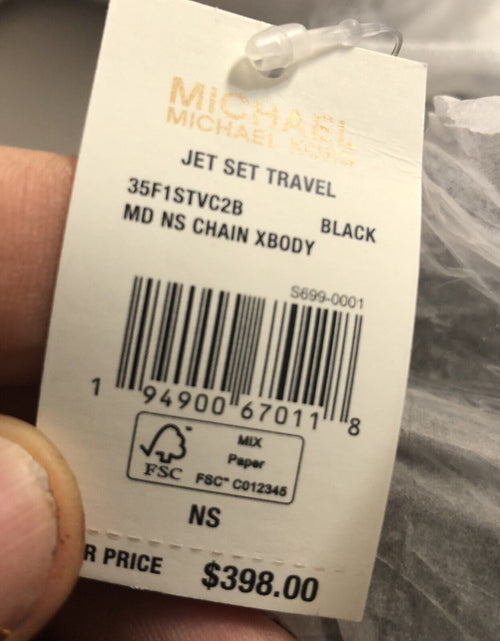 MICHAEL
MICHAEL KORS
JET SET TRAVEL
35F1STVC2B
BLACK
MD NS CHAIN XBODY
S699-0001
1 94900 67011 8
FSC
MIX
Paper
FSC™ C012345
NS
R PRICE $398.00